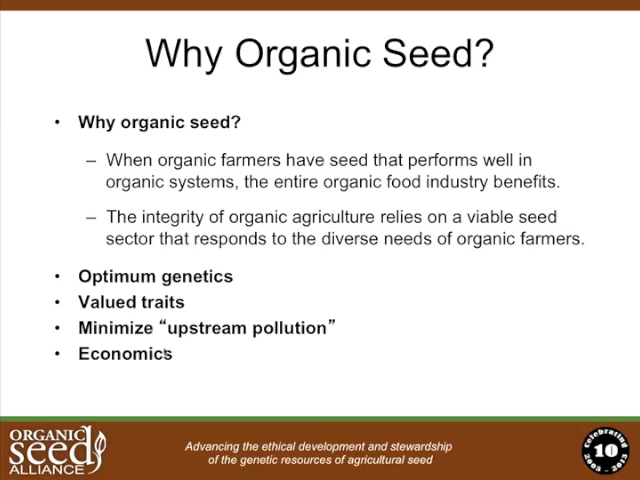 Why Organic Seed?
• Why organic seed?
– When organic farmers have seed that performs well in
organic systems, the entire organic food industry benefits.
– The integrity of organic agriculture relies on a viable seed
sector that responds to the diverse needs of organic farmers.
• Optimum genetics
• Valued traits
• Minimize “upstream pollution”
• Economics
ORGANIC
seed
ALLIANCE
Advancing the ethical development and stewardship
of the genetic resources of agricultural seed
Celebrating
10
2003 - 2013